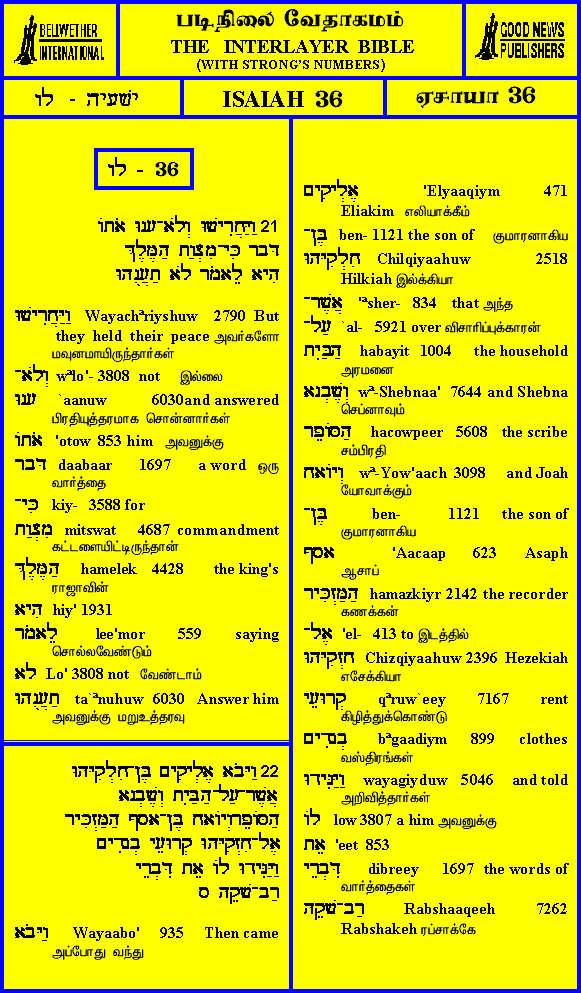 BELLWETHER
INTERNATIONAL
படிநிலை வேதாகமம்
THE INTERLAYER BIBLE
(WITH STRONG'S NUMBERS)
GOOD NEWS
PUBLISHERS
ישעיה - לו
ISAIAH 36
ஏசாயா 36
לו - 36
21 וַיַּחֲרִישׁוּ וְלֹא־עָנוּ אֹתוֹ
דָּבָר כִּי־מִצְוַת הַמֶּלֶךְ
הִיא לֵאמֹר לֹא תַעֲנֻהוּ
וַיַּחֲרִישׁוּ Wayachªriyshuw 2790 But
they held their peace அவர்களோ
மவுனமாயிருந்தார்கள்
וְלֹא־ wªlo'- 3808 not இல்லை
עָנוּ `aanuw 6030 and answered
பிரதியுத்தரமாக சொன்னார்கள்
אֹתוֹ 'otow 853 him அவனுக்கு
דָּבָר daabaar 1697 a word ஒரு
வார்த்தை
כִּי־ kiy- 3588 for
מִצְוַת mitswat 4687 commandment
கட்டளையிட்டிருந்தான்
הַמֶּלֶךְ hamelek 4428 the king's
ராஜாவின்
הִיא hiy' 1931
לֵאמֹר lee'mor 559 saying
சொல்லவேண்டும்
לֹא Lo' 3808 not வேண்டாம்
תַעֲנֻהוּ ta`ªnuhuw 6030 Answer him
அவனுக்கு மறுஉத்தரவு
22 וַיָּבֹא אֶלְיָקִים בֶּן־חִלְקִיָּהוּ
אֲשֶׁר־עַל־הַבַּיִת וְשֶׁבְנָא
הַסּוֹפֵר וְיוֹאָח בֶּן־אָסָף הַמַּזְכִּיר
אֶל־חִזְקִיָּהוּ קְרוּעֵי בְגָדִים
וַיַּגִּידוּ לוֹ אֵת דִּבְרֵי
רַב־שָׁקֵה ס
וַיָּבֹא Wayaabo' 935 Then came
அப்போது வந்து
אֶלְיָקִים 'Elyaaqiym 471
Eliakim எலியாக்கீம்
בֶּן־ ben- 1121 the son of குமாரனாகிய
חִלְקִיָּהוּ Chilqiyaahuw 2518
Hilkiah இல்க்கியா
אֲשֶׁר־ 'ªsher- 834 that அந்த
עַל־ `al- 5921 over விசாரிப்புக்காரன்
הַבַּיִת habayit 1004 the household
அரமனை
וְשֶׁבְנָא wª-Shebnaa' 7644 and Shebna
செப்னாவும்
הַסּוֹפֵר hacowpeer 5608 the scribe
சம்பிரதி
וְיוֹאָח wª-Yow'aach 3098 and Joah
யோவாக்கும்
בֶּן־ ben- 1121 the son of
குமாரனாகிய
אָסָף 'Aacaap 623 Asaph
ஆசாப்
הַמַּזְכִּיר hamazkiyr 2142 the recorder
கணக்கன்
אֶל־ 'el- 413 to இடத்தில்
חִזְקִיָּהוּ Chizqiyaahuw 2396 Hezekiah
எசேக்கியா
קְרוּעֵי qªruw`eey 7167 rent
கிழித்துக்கொண்டு
בְגָדִים bªgaadiym 899 clothes
வஸ்திரங்கள்
וַיַּגִּידוּ wayagiyduw 5046 and told
அறிவித்தார்கள்
לוֹ low 3807 a him அவனுக்கு
אֵת 'eet 853
דִּבְרֵי dibreey 1697 the words of
வார்த்தைகள்
רַב־שָׁקֵה Rabshaaqeeh 7262
Rabshakeh ரப்சாக்கே